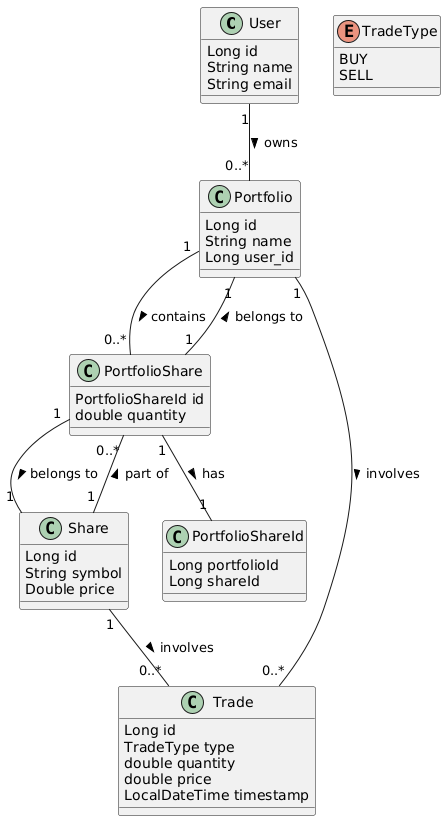 C User
Long id
String name
String email
E TradeType
BUY
SELL
1
owns
0..*
C Portfolio
Long id
String name
Long user_id
1
1
1
contains
belongs to
0..*
1
C PortfolioShare
PortfolioShareId id
double quantity
1
0..*
1
belongs to
part of
has
involves
1
1
1
C Share
Long id
String symbol
Double price
C PortfolioShareId
Long portfolioId
Long shareId
1
involves
0..*
0..*
C Trade
Long id
TradeType type
double quantity
double price
LocalDateTime timestamp